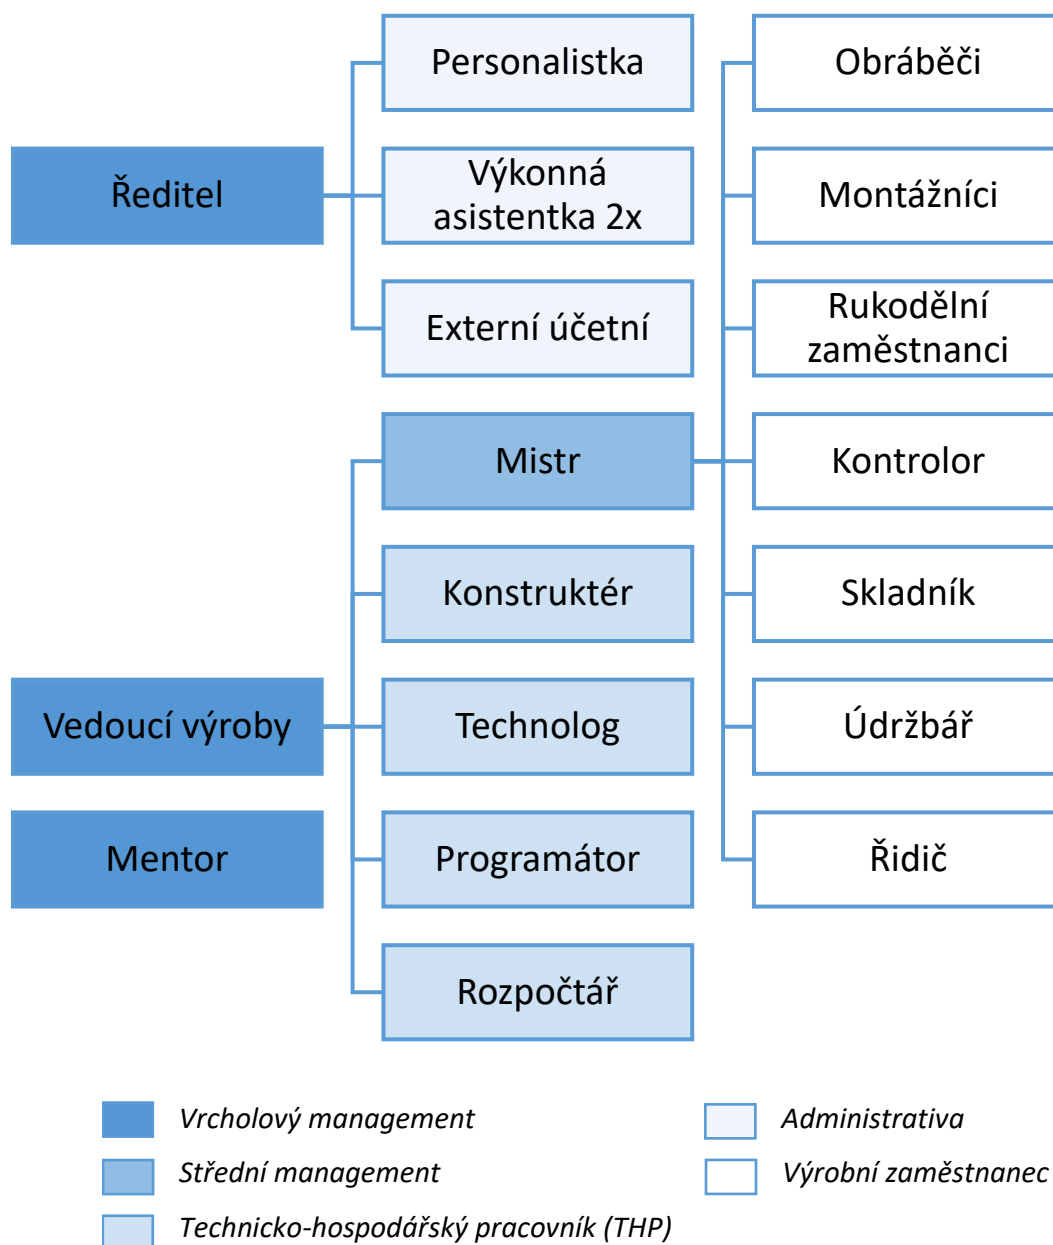 Ředitel
Personalistka
Výkonná
asistentka 2x
Externí účetní
Vedoucí výroby
Mistr
Konstruktér
Technolog
Programátor
Rozpočtář
Obráběči
Montážníci
Rukodělní
zaměstnanci
Kontrolor
Skladník
Údržbář
Řidič
Mentor
Vrcholový management
Střední management
Technicko-hospodářský pracovník (THP)
Administrativa
Výrobní zaměstnanec